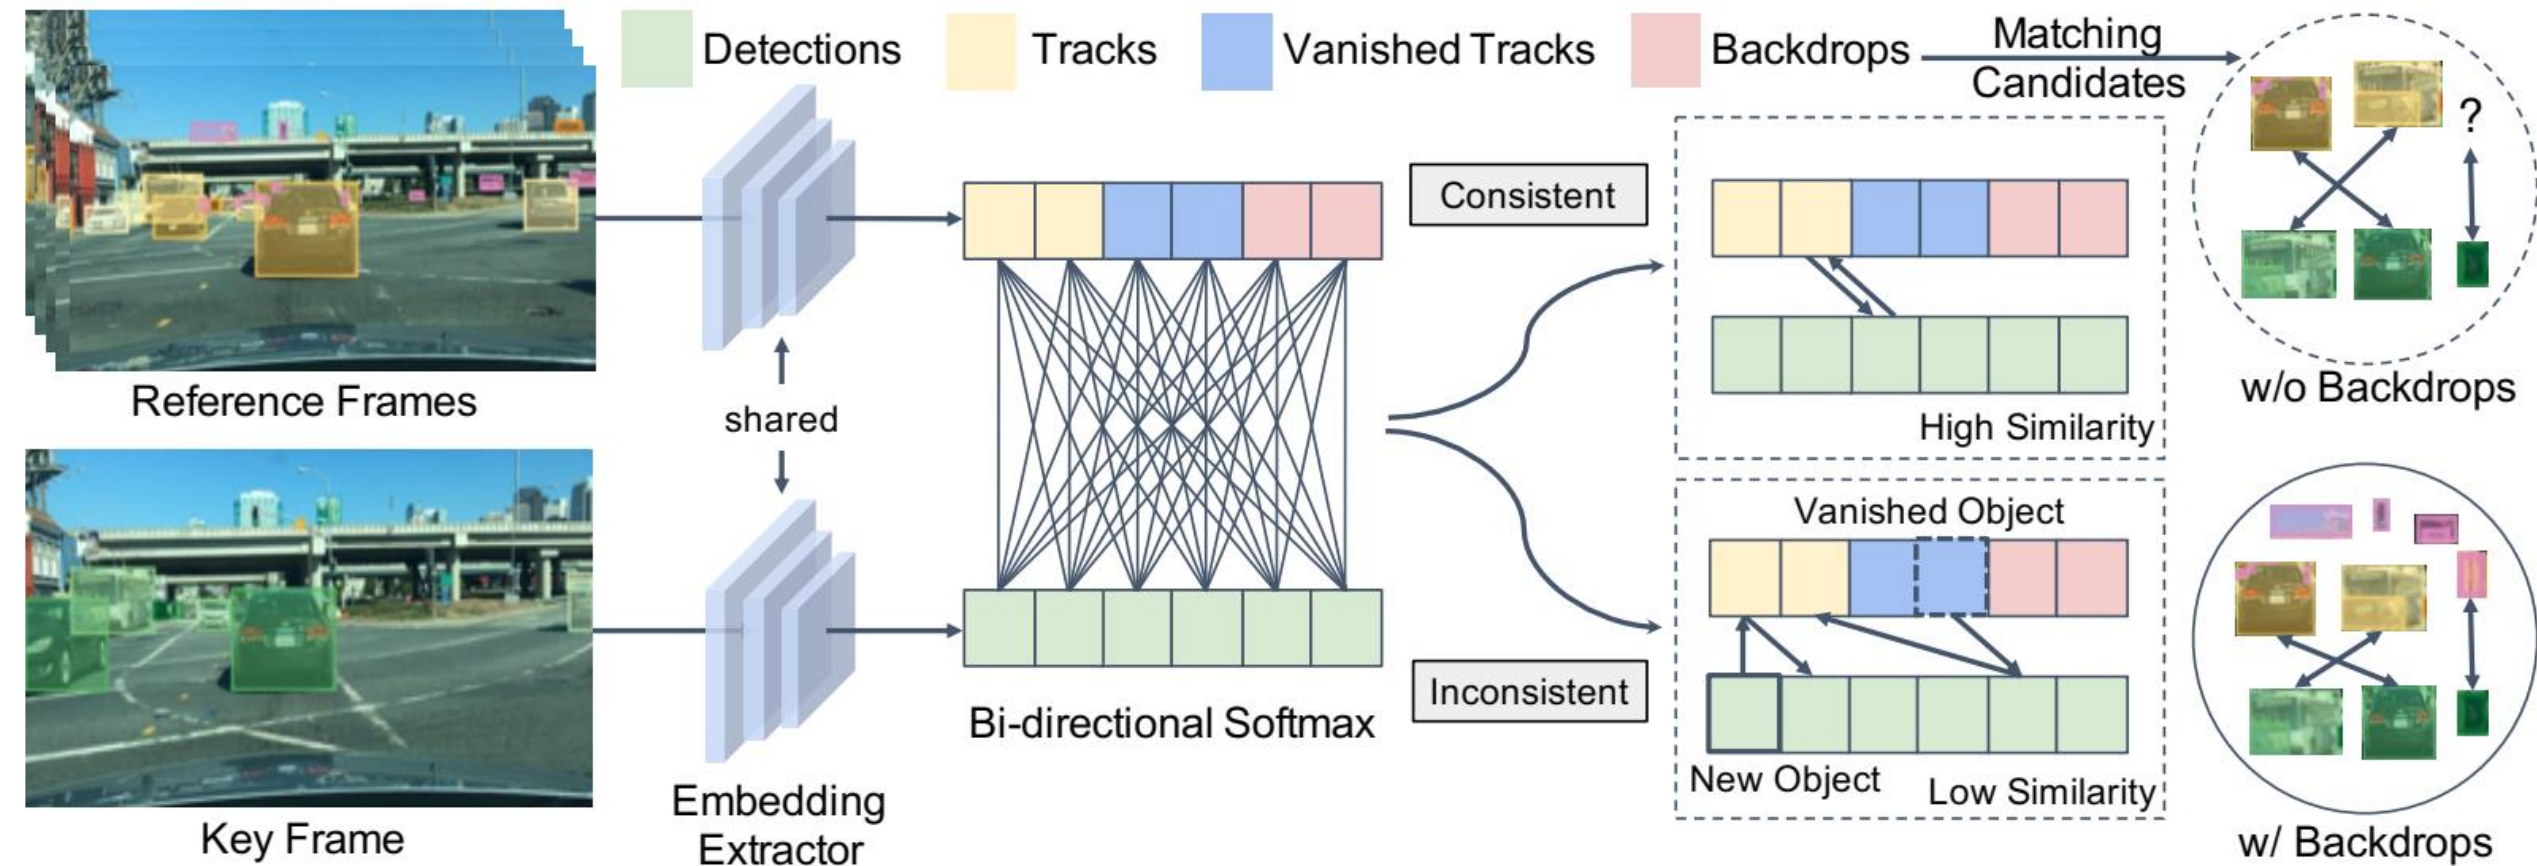 Detections
Tracks
Vanished Tracks
Backdrops
Matching
Candidates
Reference Frames
shared
Key Frame
Embedding
Extractor
Bi-directional Softmax
Consistent
High Similarity
Inconsistent
Vanished Object
New Object
Low Similarity
?
w/o Backdrops
w/ Backdrops